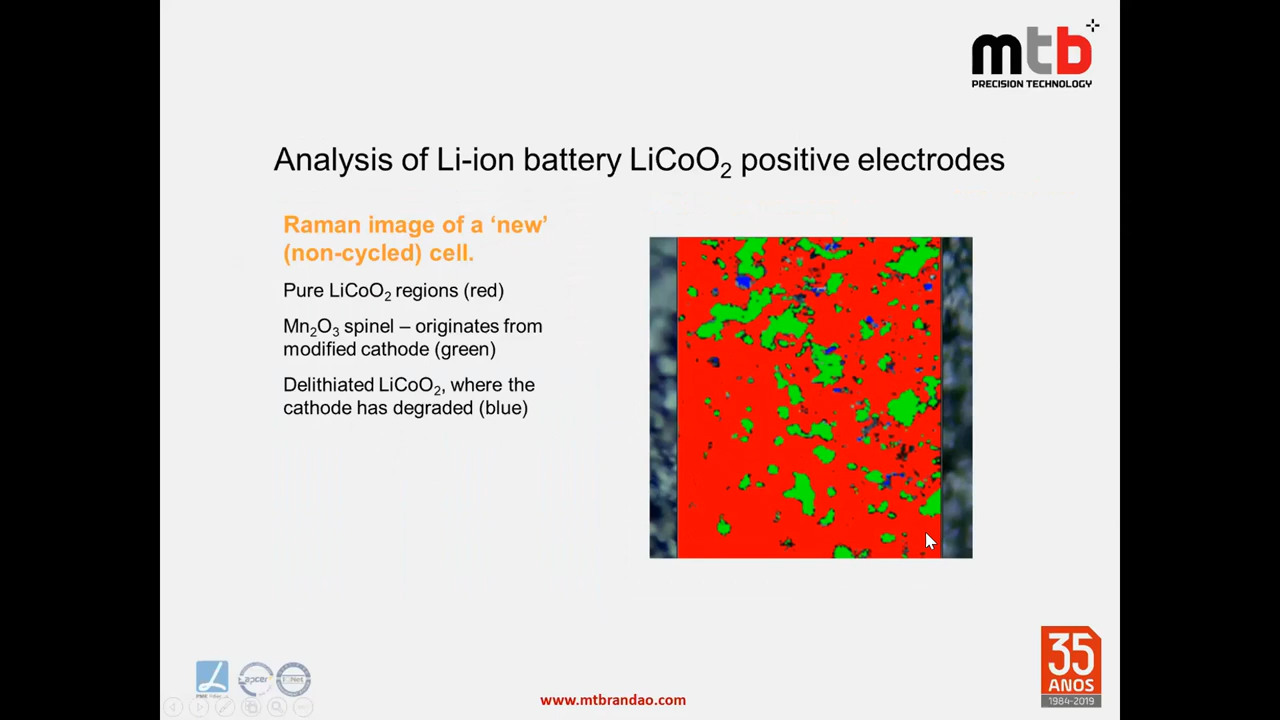 mtb
PRECISION TECHNOLOGY
Analysis of Li-ion battery LiCoO₂ positive electrodes
Raman image of a ‘new’
(non-cycled) cell.
Pure LiCoO₂ regions (red)
Mn₂O₃ spinel – originates from
modified cathode (green)
Delithiated LiCoO₂, where the
cathode has degraded (blue)
apcer
www.mtbrandao.com
35
ANOS
1984-2019